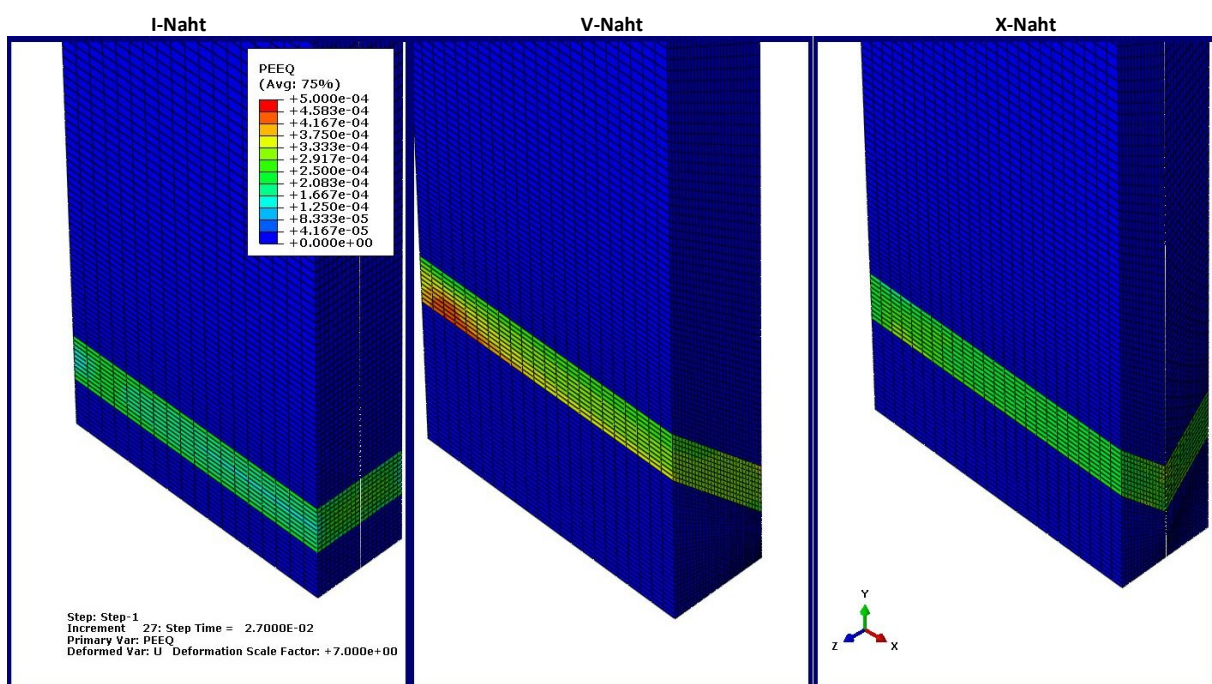 I-Naht
V-Naht
X-Naht
PEEQ
(Avg: 75%)
+5.000e-04
+4.583e-04
+4.167e-04
+3.750e-04
+3.333e-04
+2.917e-04
+2.500e-04
+2.083e-04
+1.667e-04
+1.250e-04
+8.333e-05
+4.167e-05
+0.000e+00
Step: Step-1
Increment 27: Step Time = 2.7000E-02
Primary Var: PEEQ
Deformed Var: U Deformation Scale Factor: +7.000e+00
Y
Z
X